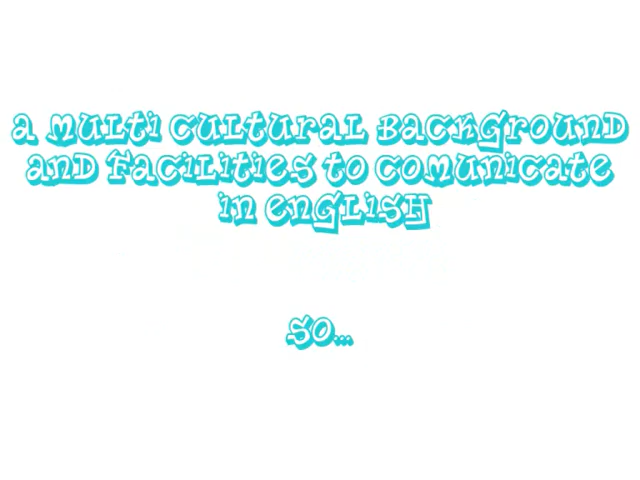 a Multi cultural Background
and Facilities to comunicate
in english
so...